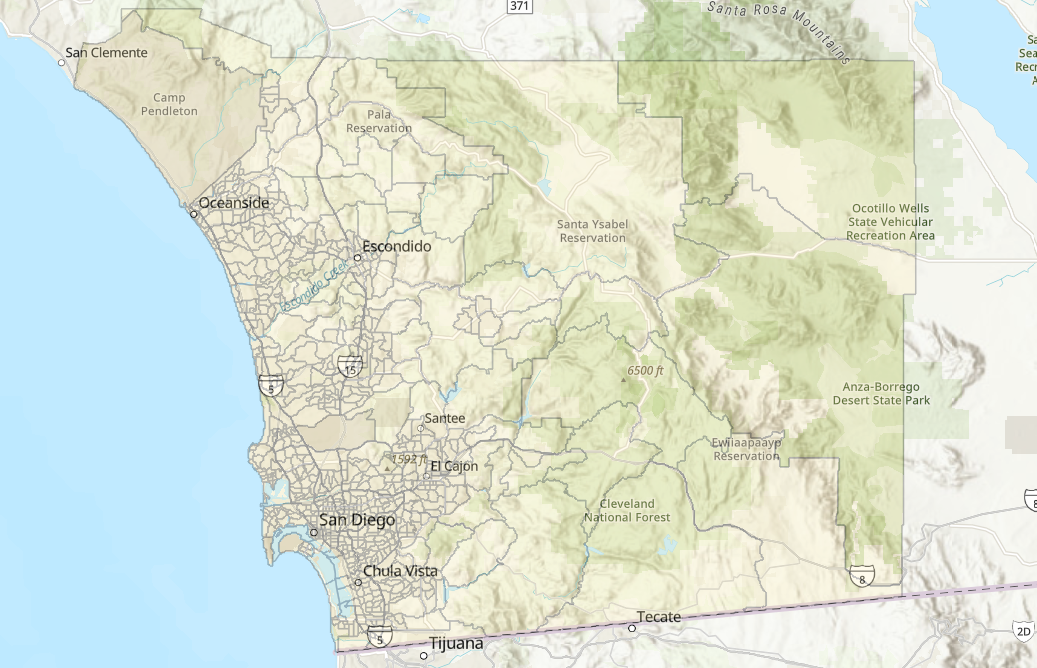 371
Santa Rosa Mountains
San Clemente
Camp
Pendleton
Pala
Reservation
Oceanside
Ocotillo Wells
State Vehicular
Recreation Area
Santa Ysabel
Reservation
Escondido
Escondido Creek
15
5
6500 ft
Anza-Borrego
Desert State Park
Santee
Ewiiaapaayp
Reservation
1592 ft
El Cajon
Cleveland
National Forest
San Diego
Chula Vista
8
Tecate
5
Tijuana
2D